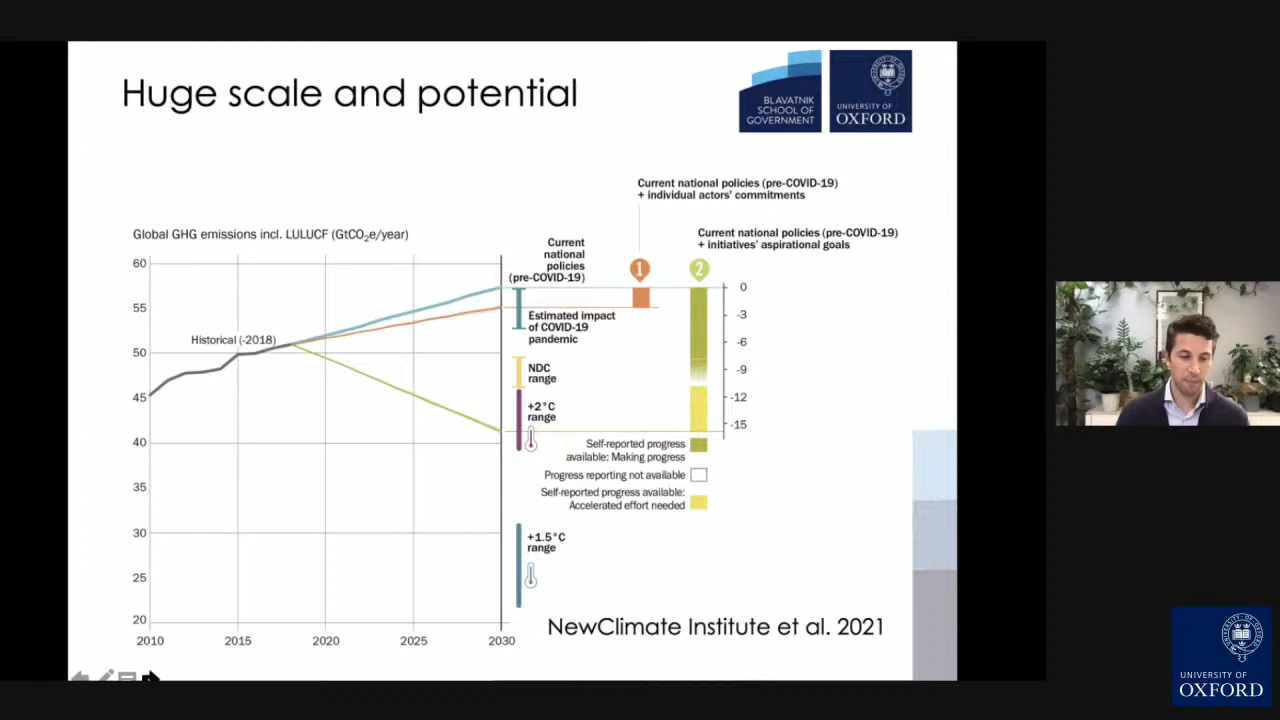 Huge scale and potential
BLAVATNIK
SCHOOL OF
GOVERNMENT
UNIVERSITY OF
OXFORD
Current national policies (pre-COVID-19)
+ individual actors' commitments
Current national policies (pre-COVID-19)
+ initiatives' aspirational goals
Global GHG emissions incl. LULUCF (GtCO₂e/year)
Current
national
policies
(pre-COVID-19)
1
2
60
55
50
45
40
35
30
25
20
2010
2015
2020
2025
2030
Historical (-2018)
Estimated impact
of COVID-19
pandemic
NDC
range
+2°C
range
+1.5°C
range
0
-3
-6
-9
-12
-15
Self-reported progress
available: Making progress
Progress reporting not available
Self-reported progress available:
Accelerated effort needed
NewClimate Institute et al. 2021
UNIVERSITY OF
OXFORD